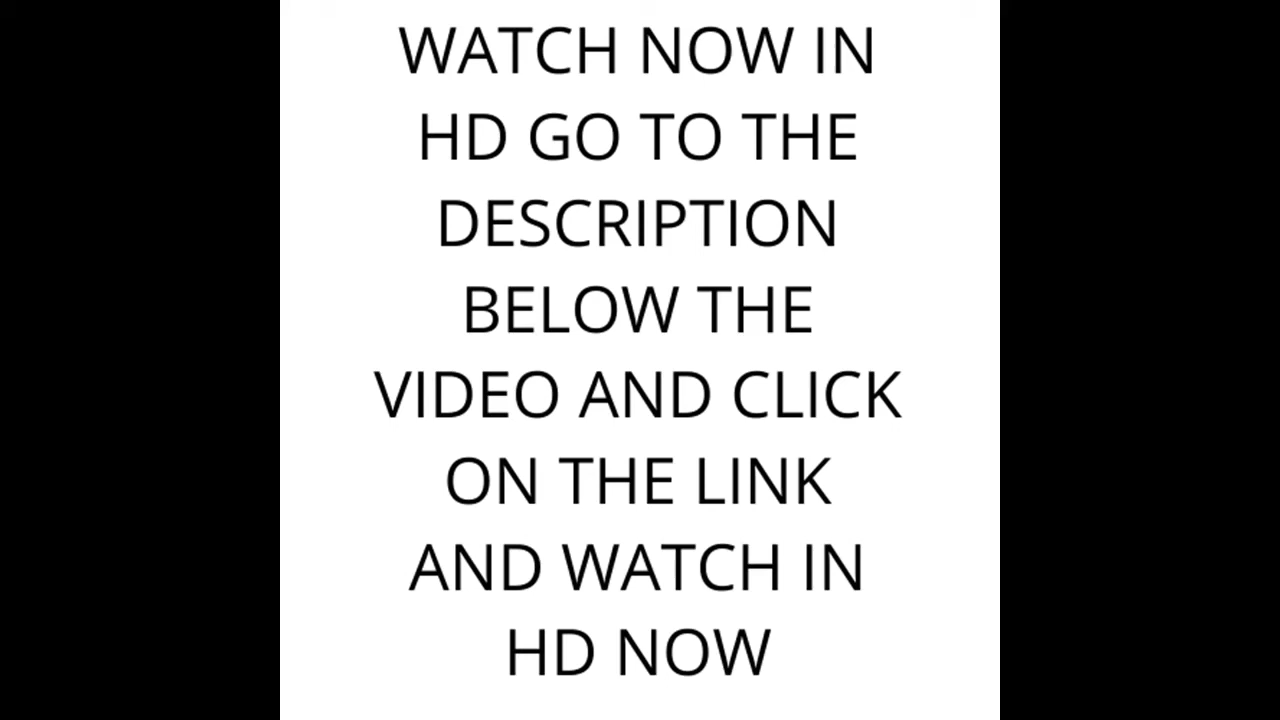 WATCH NOW IN
HD GO TO THE
DESCRIPTION
BELOW THE
VIDEO AND CLICK
ON THE LINK
AND WATCH IN
HD NOW